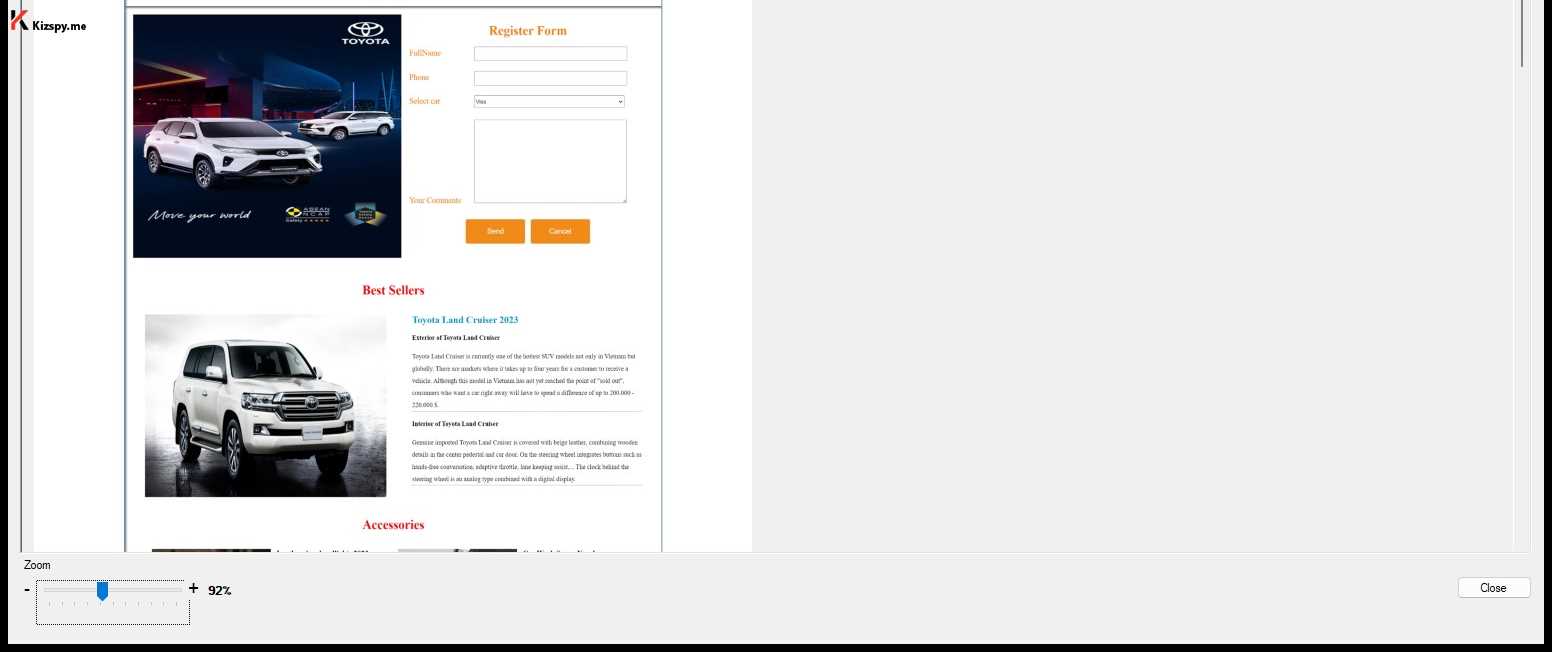 Kizspy.me
TOYOTA
Move your world
ASEAN
NCAP
Safety
Register Form
FullName
Phone
Select car
Vios
Your Comments
Send
Cancel
Best Sellers
Toyota Land Cruiser 2023
Exterior of Toyota Land Cruiser
Toyota Land Cruiser is currently one of the hottest SUV models not only in Vietnam but
globally. There are markets where it takes up to four years for a customer to receive a
vehicle. Although this model in Vietnam has not yet reached the point of "sold out",
consumers who want a car right away will have to spend a difference of up to 200.000 -
220.000 $.
Interior of Toyota Land Cruiser
Genuine imported Toyota Land Cruiser is covered with beige leather, combining wooden
details in the center pedestal and car door. On the steering wheel integrates buttons such as
hands-free conversation, adaptive throttle, lane keeping assist,... The clock behind the
steering wheel is an analog type combined with a digital display.
Accessories
Zoom
- + 92%
Close